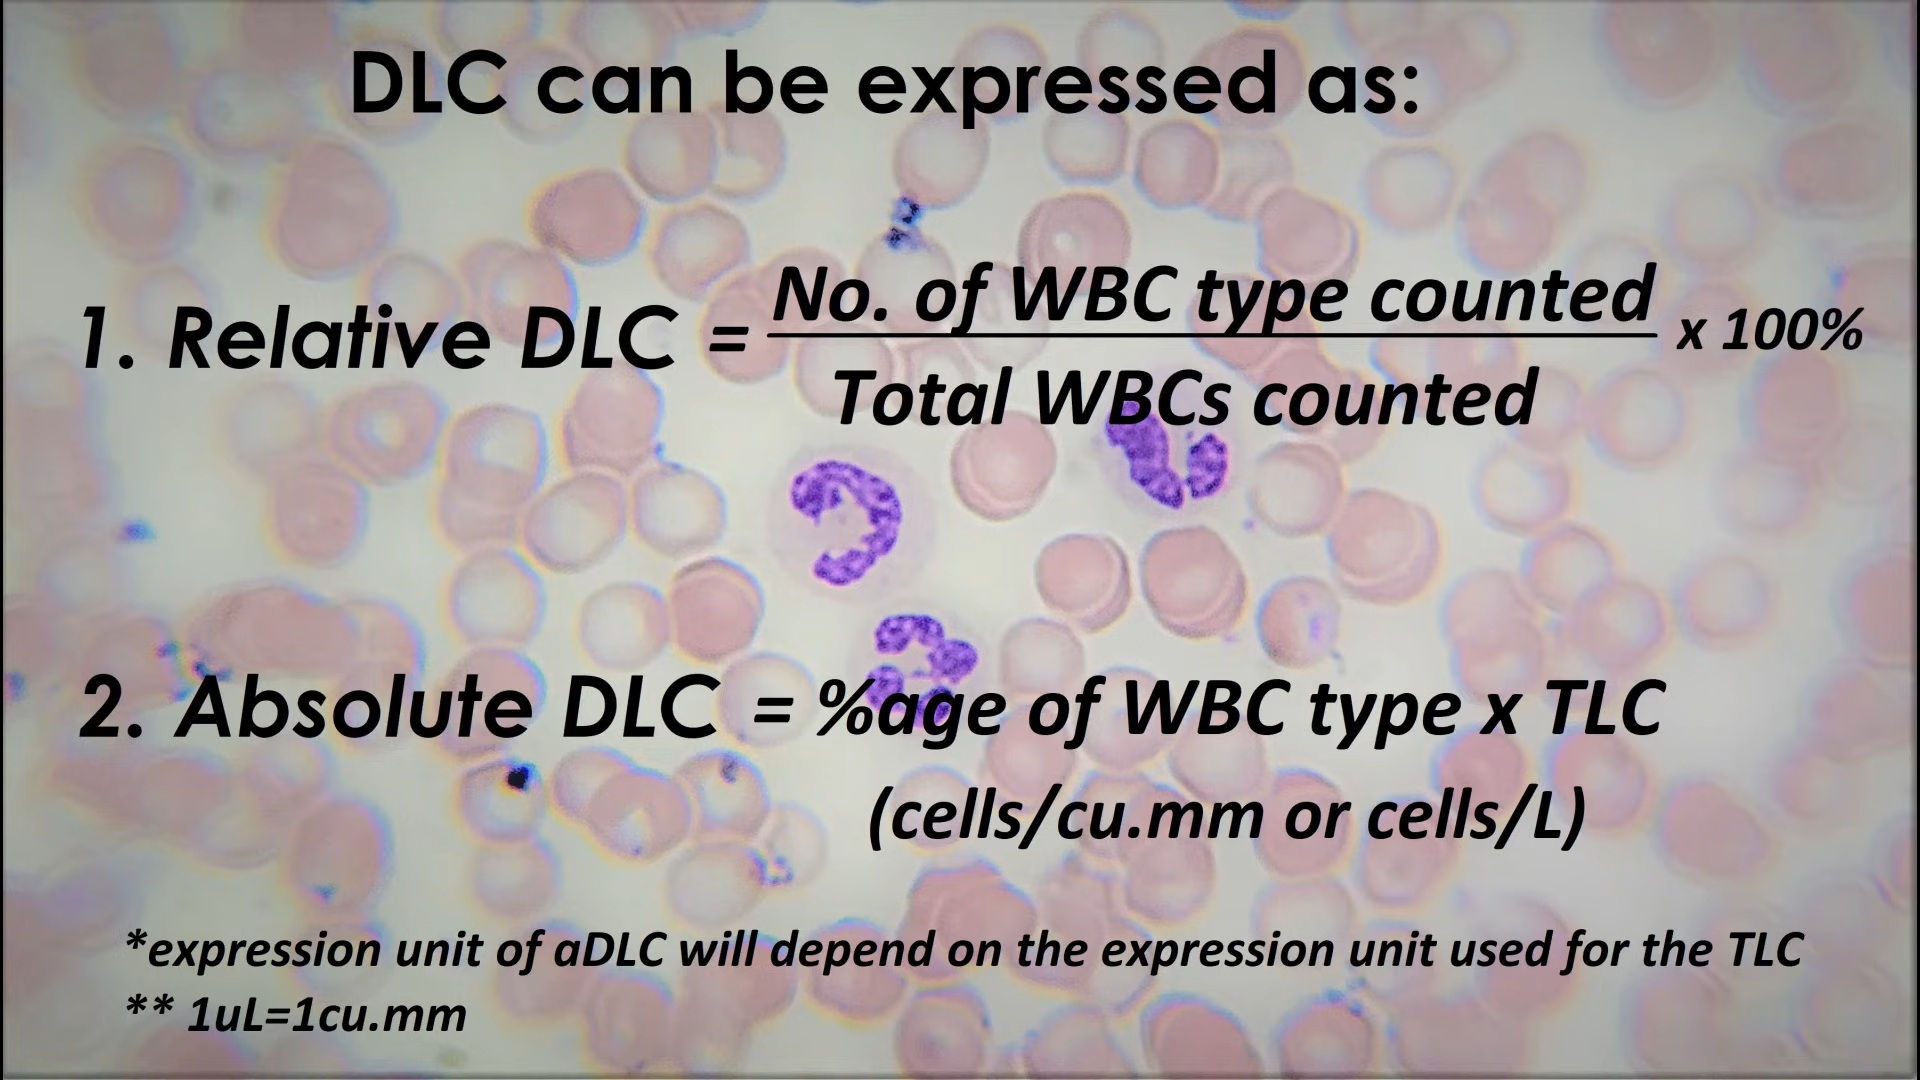 DLC can be expressed as:
1. Relative DLC = No. of WBC type counted x 100%
Total WBCs counted
2. Absolute DLC = %age of WBC type x TLC
(cells/cu.mm or cells/L)
*expression unit of aDLC will depend on the expression unit used for the TLC
** 1uL=1cu.mm